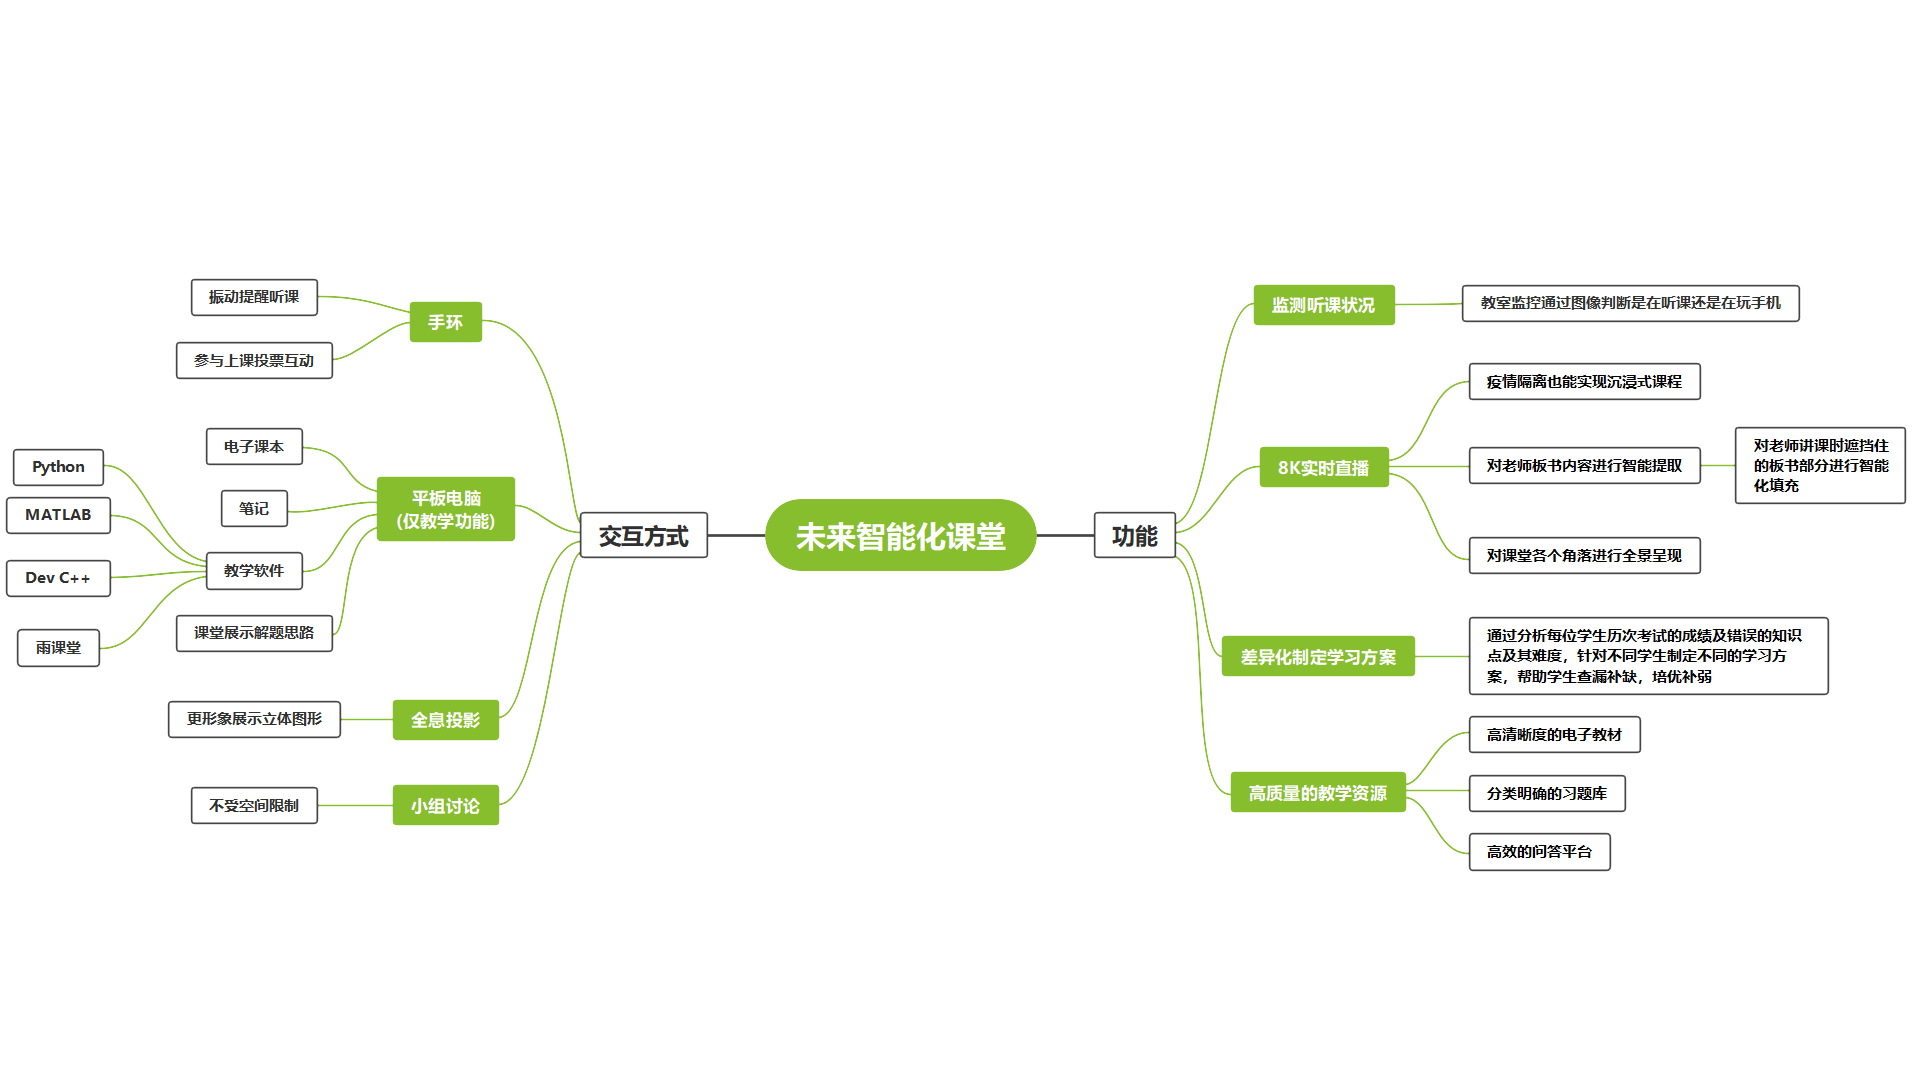 未来智能化课堂
交互方式
手环
振动提醒听课
参与上课投票互动
平板电脑
(仅教学功能)
电子课本
笔记
教学软件
Python
MATLAB
Dev C++
雨课堂
课堂展示解题思路
全息投影
更形象展示立体图形
小组讨论
不受空间限制
功能
监测听课状况
教室监控通过图像判断是在听课还是在玩手机
8K实时直播
疫情隔离也能实现沉浸式课程
对老师板书内容进行智能提取
对老师讲课时遮挡住
的板书部分进行智能
化填充
对课堂各个角落进行全景呈现
差异化制定学习方案
通过分析每位学生历次考试的成绩及错误的知识
点及其难度，针对不同学生制定不同的学习方
案，帮助学生查漏补缺，培优补弱
高质量的教学资源
高清晰度的电子教材
分类明确的习题库
高效的问答平台